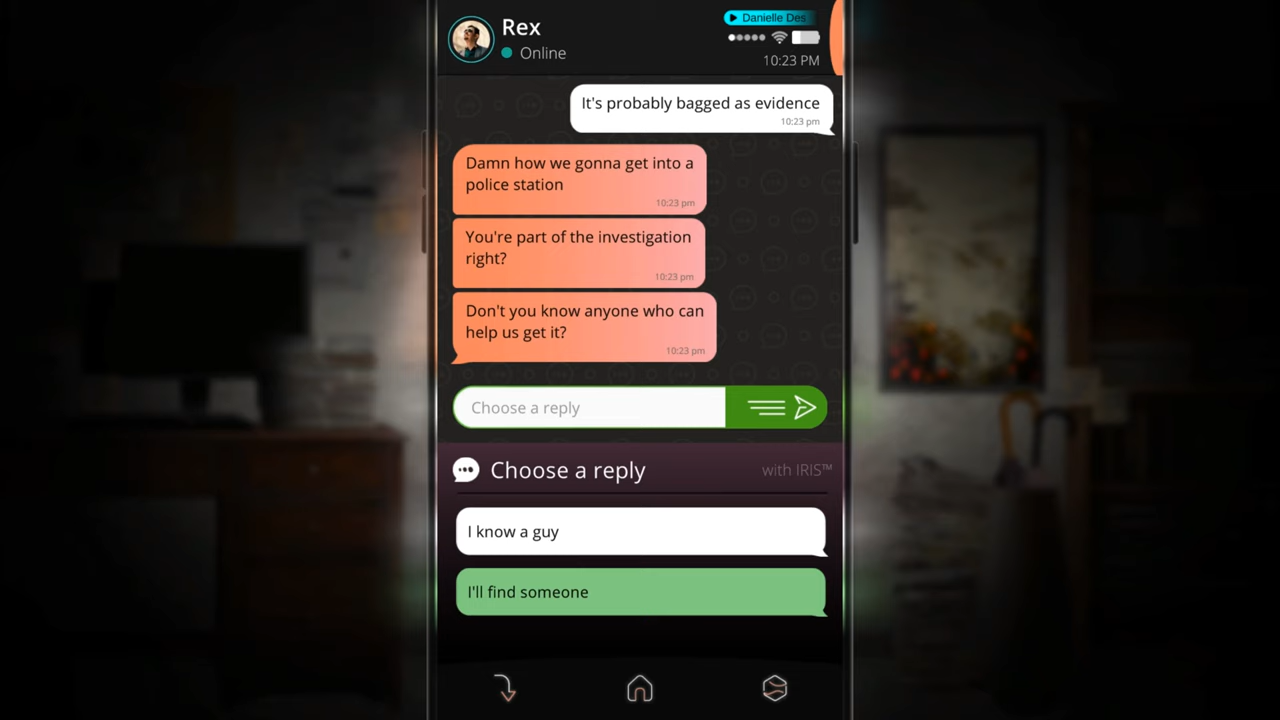 Rex
Online
Danielle Des
10:23 PM
It's probably bagged as evidence
10:23 pm
Damn how we gonna get into a
police station
10:23 pm
You're part of the investigation
right?
10:23 pm
Don't you know anyone who can
help us get it?
10:23 pm
Choose a reply
Choose a reply
with IRIS™
I know a guy
I'll find someone